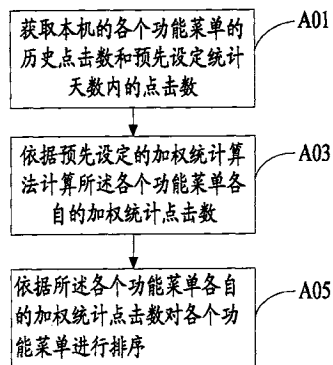 获取本机的各个功能菜单的
历史点击数和预先设定统计
天数内的点击数
A01
依据预先设定的加权统计算
法计算所述各个功能菜单各
自的加权统计点击数
A03
依据所述各个功能菜单各自
的加权统计点击数对各个功
能菜单进行排序
A05